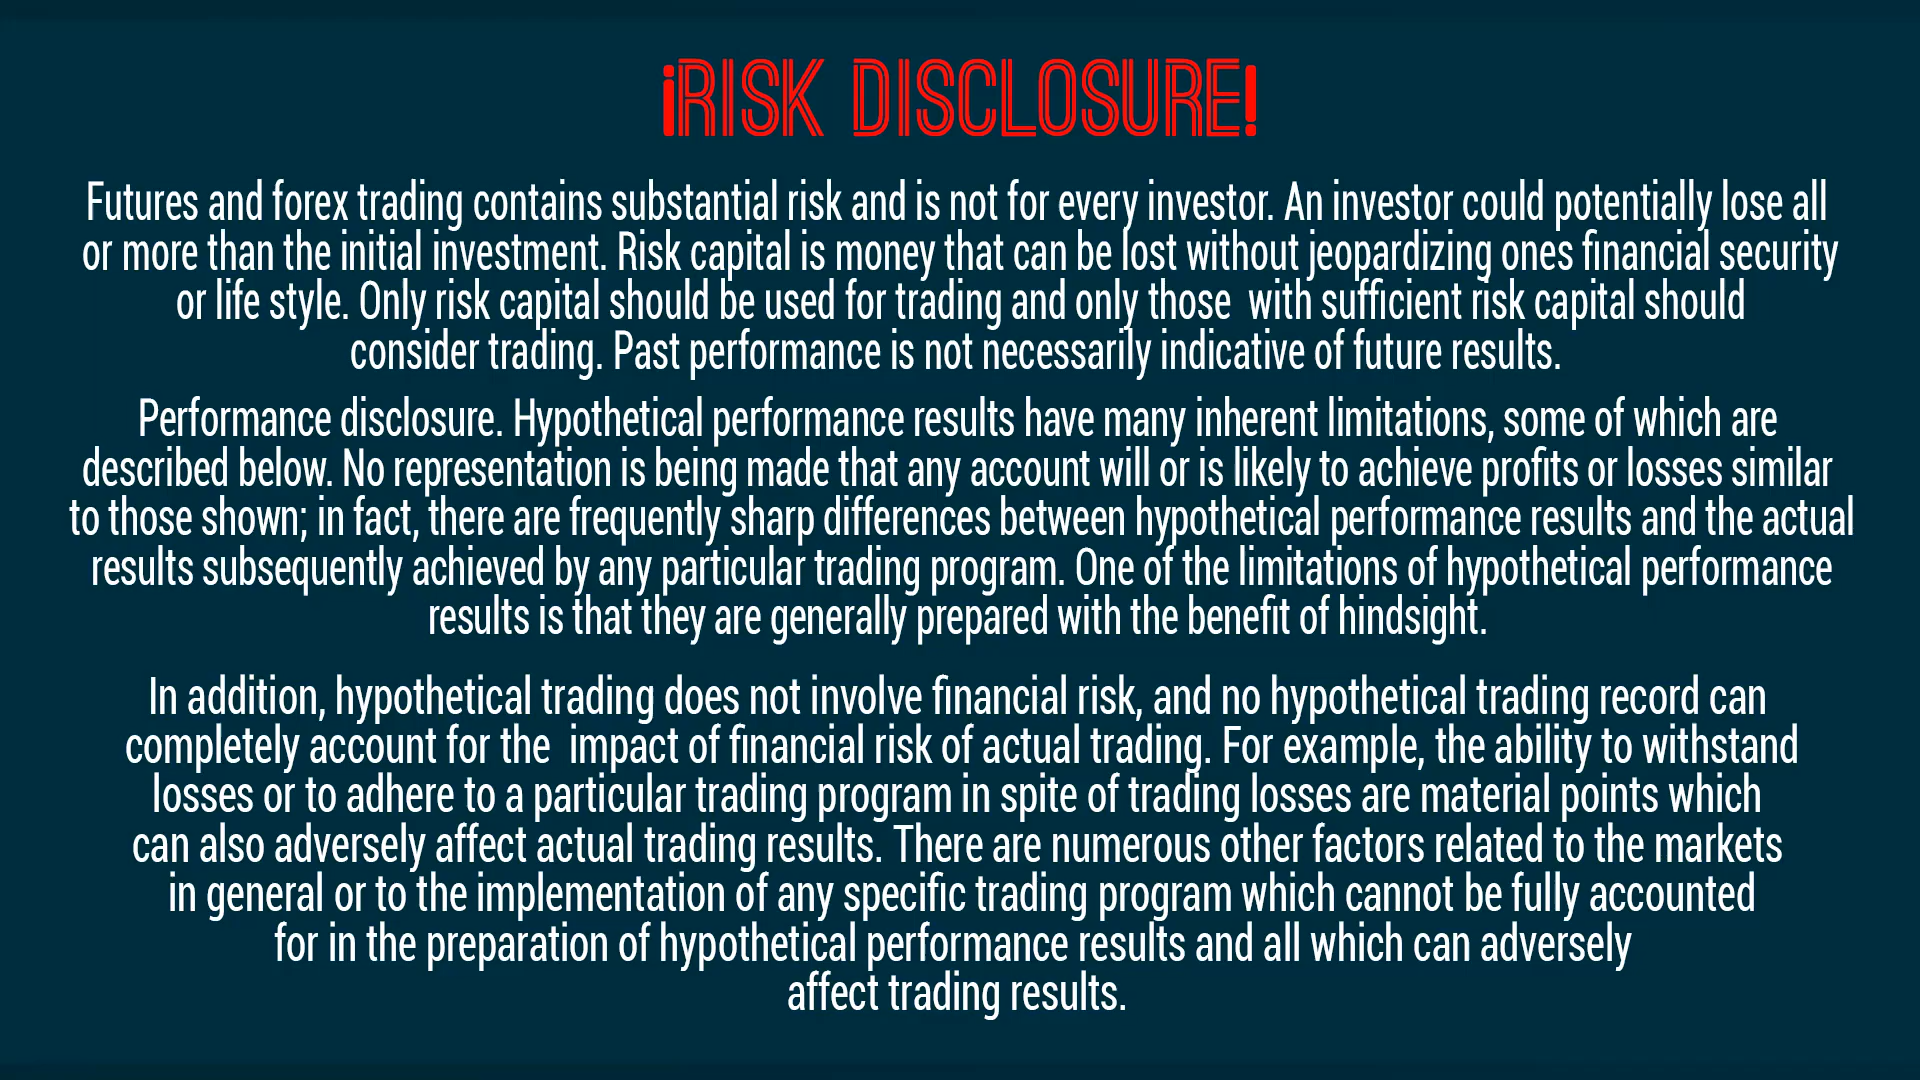 ¡RISK DISCLOSURE!
Futures and forex trading contains substantial risk and is not for every investor. An investor could potentially lose all
or more than the initial investment. Risk capital is money that can be lost without jeopardizing ones financial security
or life style. Only risk capital should be used for trading and only those  with sufficient risk capital should
consider trading. Past performance is not necessarily indicative of future results.
Performance disclosure. Hypothetical performance results have many inherent limitations, some of which are
described below. No representation is being made that any account will or is likely to achieve profits or losses similar
to those shown; in fact, there are frequently sharp differences between hypothetical performance results and the actual
results subsequently achieved by any particular trading program. One of the limitations of hypothetical performance
results is that they are generally prepared with the benefit of hindsight.
In addition, hypothetical trading does not involve financial risk, and no hypothetical trading record can
completely account for the  impact of financial risk of actual trading. For example, the ability to withstand
losses or to adhere to a particular trading program in spite of trading losses are material points which
can also adversely affect actual trading results. There are numerous other factors related to the markets
in general or to the implementation of any specific trading program which cannot be fully accounted
for in the preparation of hypothetical performance results and all which can adversely
affect trading results.